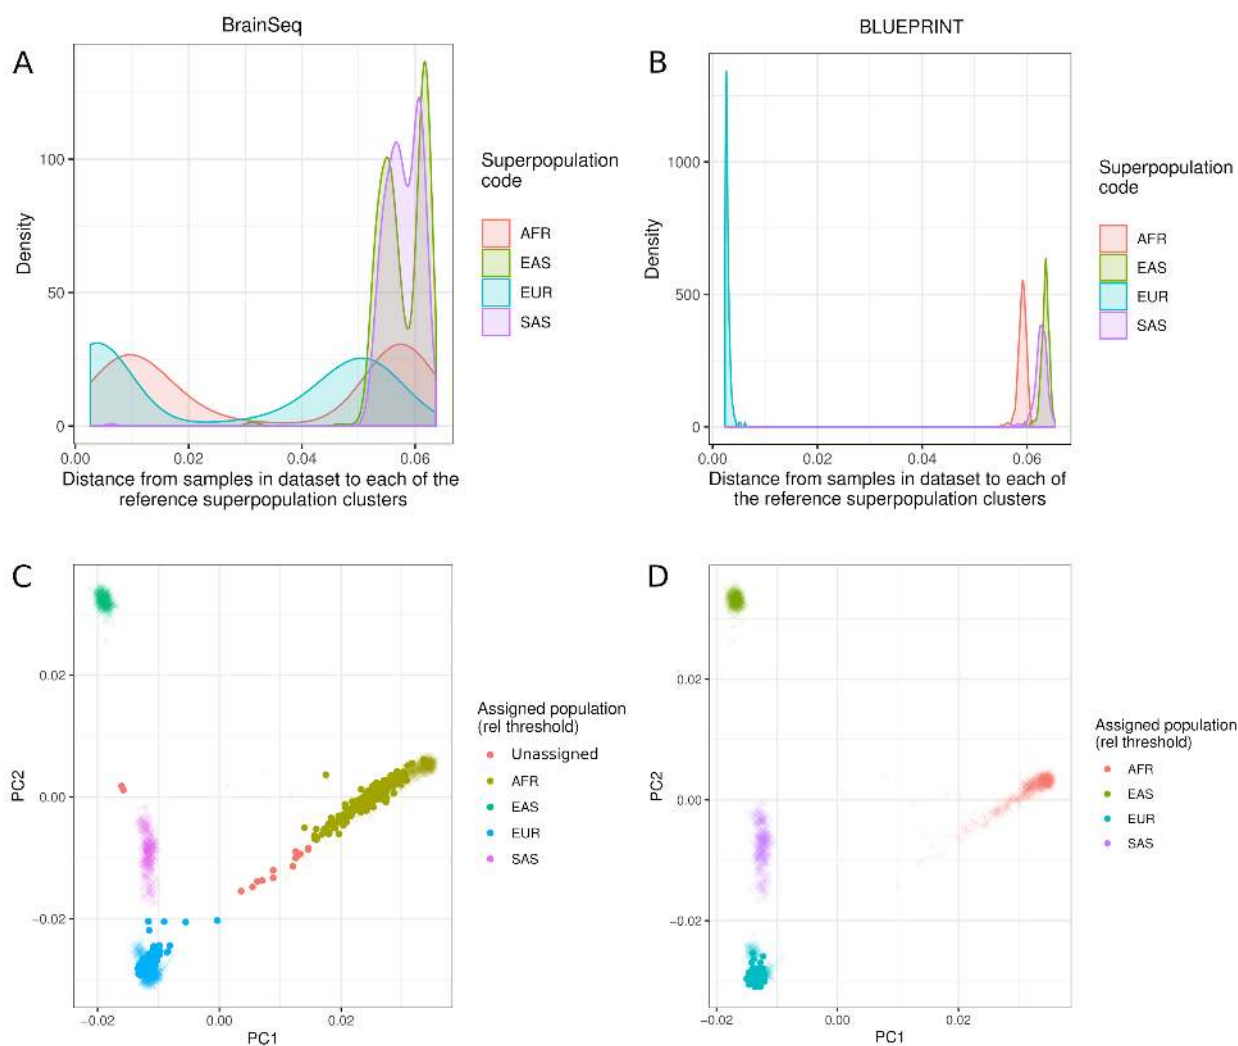 BrainSeq
A
Density
100
50
0
0.00 0.02 0.04 0.06
Distance from samples in dataset to each of the
reference superpopulation clusters
Superpopulation
code
AFR
EAS
EUR
SAS
BLUEPRINT
B
Density
1000
500
0
0.00 0.02 0.04 0.06
Distance from samples in dataset to each of
the reference superpopulation clusters
Superpopulation
code
AFR
EAS
EUR
SAS
C
PC2
0.02
0.00
−0.02
−0.02 0.00 0.02
PC1
Assigned population
(rel threshold)
Unassigned
AFR
EAS
EUR
SAS
D
PC2
0.02
0.00
−0.02
−0.02 0.00 0.02
PC1
Assigned population
(rel threshold)
AFR
EAS
EUR
SAS